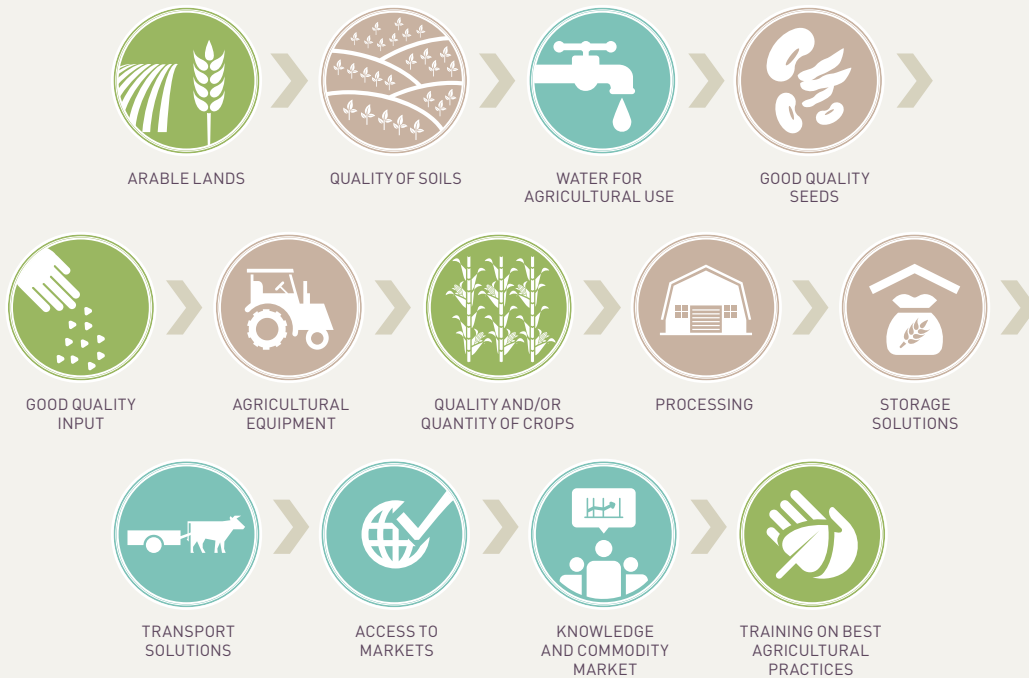 ARABLE LANDS
QUALITY OF SOILS
WATER FOR
AGRICULTURAL USE
GOOD QUALITY
SEEDS
GOOD QUALITY
INPUT
AGRICULTURAL
EQUIPMENT
QUALITY AND/OR
QUANTITY OF CROPS
PROCESSING
STORAGE
SOLUTIONS
TRANSPORT
SOLUTIONS
ACCESS TO
MARKETS
KNOWLEDGE
AND COMMODITY
MARKET
TRAINING ON BEST
AGRICULTURAL
PRACTICES